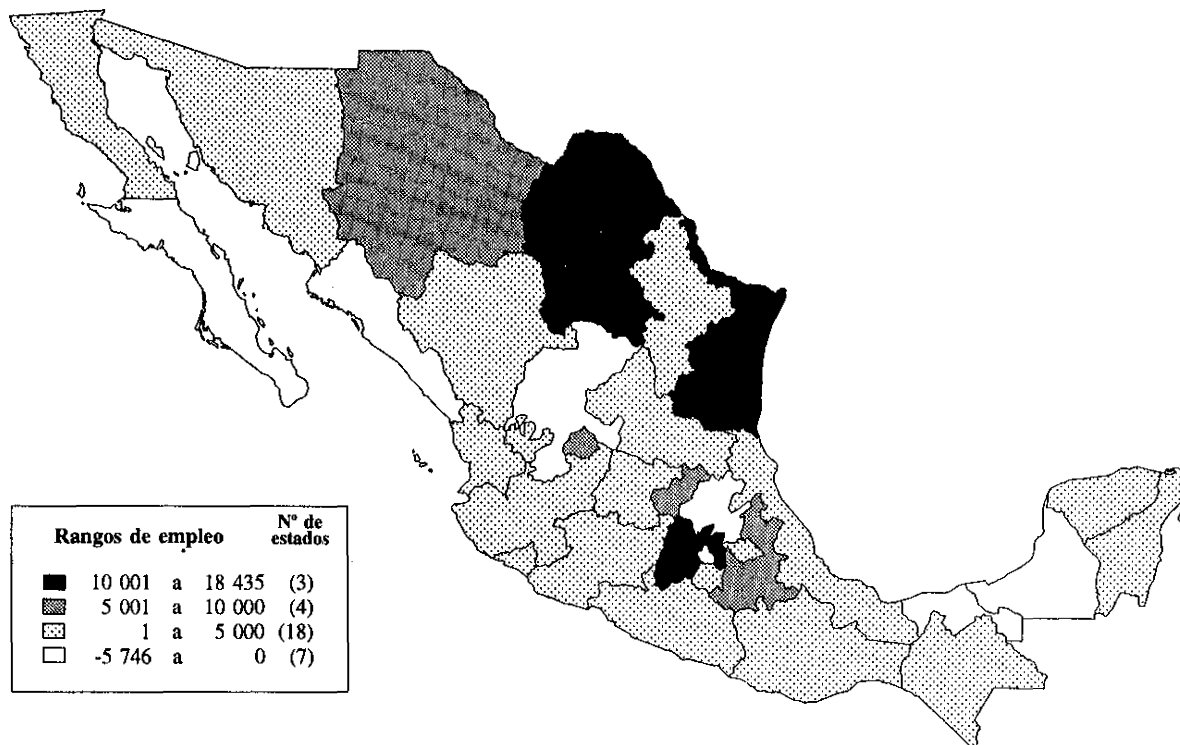 Rangos de empleo Nº de estados
10 001 a 18 435 (3)
5 001 a 10 000 (4)
1 a 5 000 (18)
-5 746 a 0 (7)